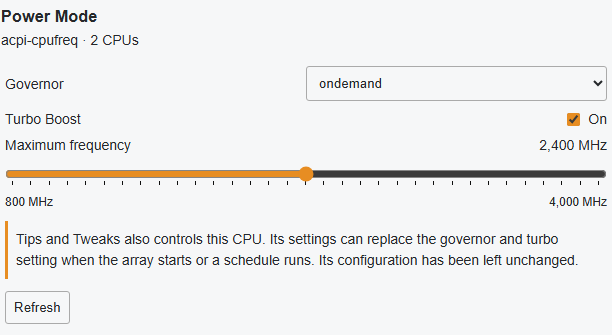 Power Mode
acpi-cpufreq · 2 CPUs
Governor
ondemand
Turbo Boost
On
Maximum frequency
2,400 MHz
800 MHz
4,000 MHz
Tips and Tweaks also controls this CPU. Its settings can replace the governor and turbo
setting when the array starts or a schedule runs. Its configuration has been left unchanged.
Refresh